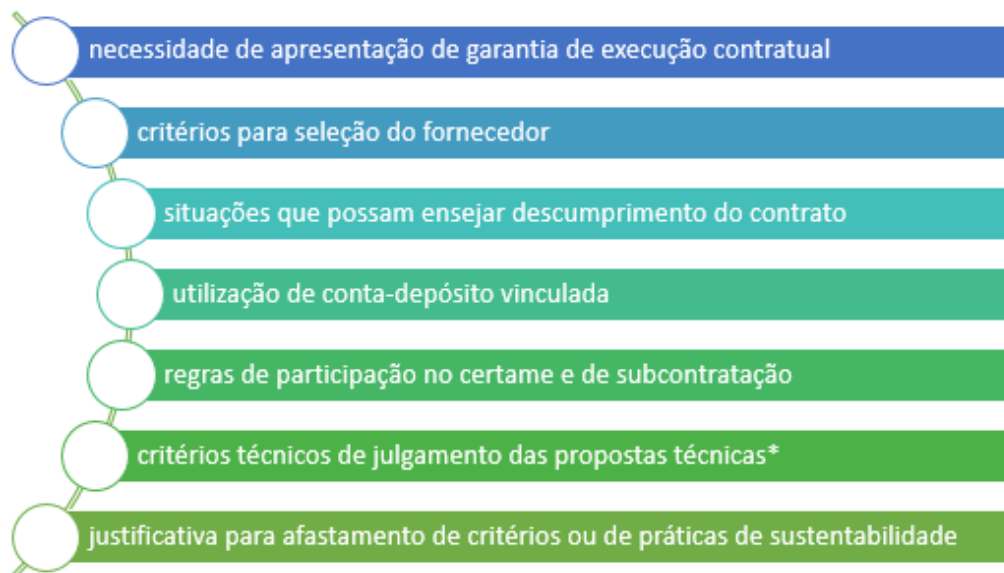 necessidade de apresentação de garantia de execução contratual
critérios para seleção do fornecedor
situações que possam ensejar descumprimento do contrato
utilização de conta-depósito vinculada
regras de participação no certame e de subcontratação
critérios técnicos de julgamento das propostas técnicas*
justificativa para afastamento de critérios ou de práticas de sustentabilidade